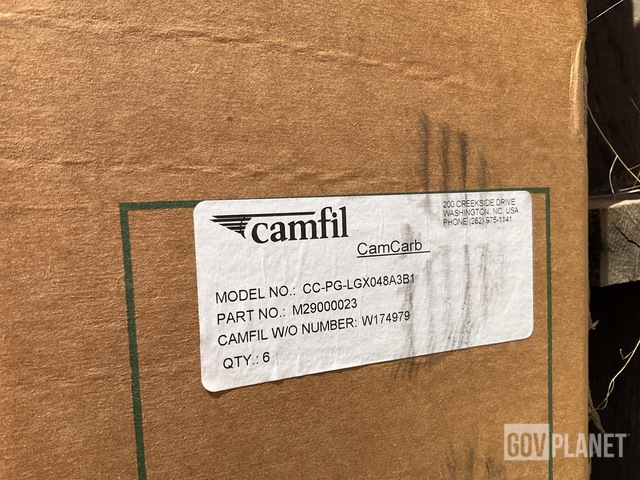 camfil
200 CREEKSIDE DRIVE
WASHINGTON, NC, USA
PHONE (252) 975-1141
CamCarb
MODEL NO.: CC-PG-LGX048A3B1
PART NO.: M29000023
CAMFIL W/O NUMBER: W174979
QTY.: 6
GOVPLANET